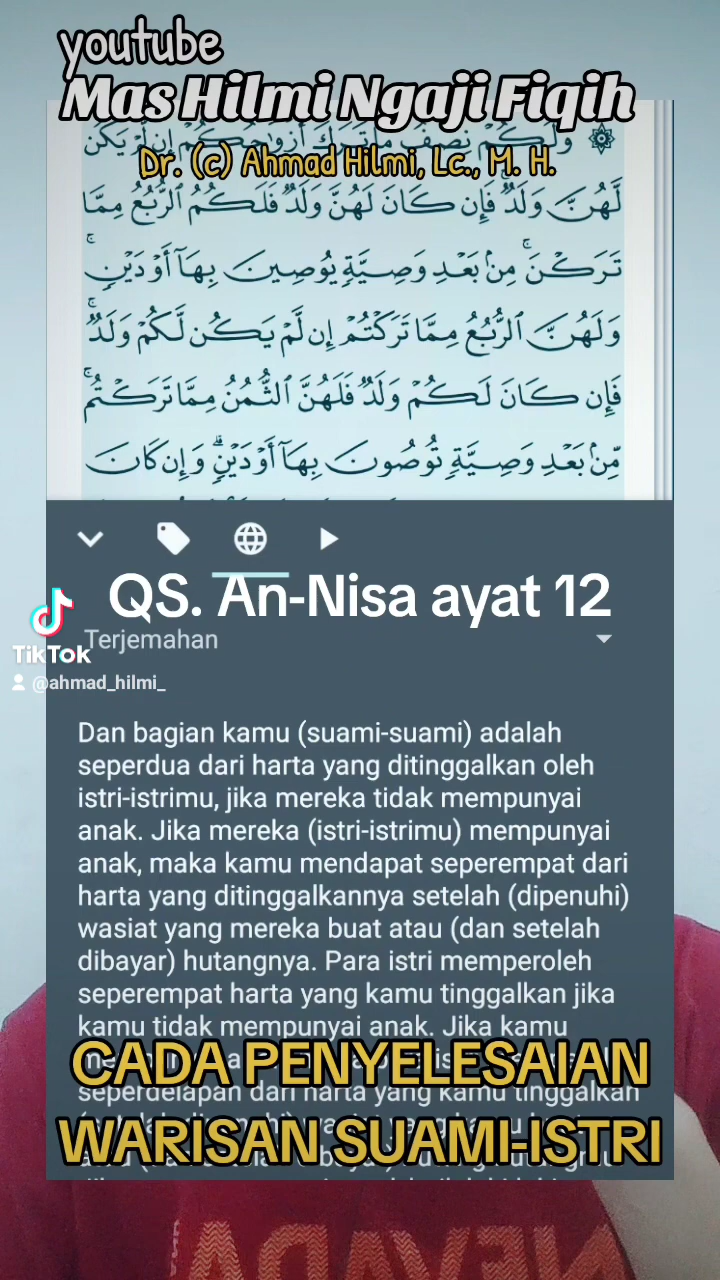 youtube
Mas Hilmi Ngaji Fiqih
وَلَكُمْ نِصْفُ مَا تَرَكَ أَزْوَٰجُكُمْ إِن لَّمْ يَكُن
Dr. (c) Ahmad Hilmi, Lc., M. H.
لَّهُنَّ وَلَدٌ فَإِن كَانَ لَهُنَّ وَلَدٌ فَلَكُمُ ٱلرُّبُعُ مِمَّا
تَرَكْنَ ۚ مِنۢ بَعْدِ وَصِيَّةٍ يُوصِينَ بِهَآ أَوْ دَيْنٍ ۚ
وَلَهُنَّ ٱلرُّبُعُ مِمَّا تَرَكْتُمْ إِن لَّمْ يَكُن لَّكُمْ وَلَدٌ ۚ
فَإِن كَانَ لَكُمْ وَلَدٌ فَلَهُنَّ ٱلثُّمُنُ مِمَّا تَرَكْتُم ۚ
مِّنۢ بَعْدِ وَصِيَّةٍ تُوصُونَ بِهَآ أَوْ دَيْنٍ ۗ وَإِن كَانَ
QS. An-Nisa ayat 12
Terjemahan
TikTok
@ahmad_hilmi_
Dan bagian kamu (suami-suami) adalah
seperdua dari harta yang ditinggalkan oleh
istri-istrimu, jika mereka tidak mempunyai
anak. Jika mereka (istri-istrimu) mempunyai
anak, maka kamu mendapat seperempat dari
harta yang ditinggalkannya setelah (dipenuhi)
wasiat yang mereka buat atau (dan setelah
dibayar) hutangnya. Para istri memperoleh
seperempat harta yang kamu tinggalkan jika
kamu tidak mempunyai anak. Jika kamu
CADA PENYELESAIAN
seperdelapan dari harta yang kamu tinggalkan
WARISAN SUAMI-ISTRI